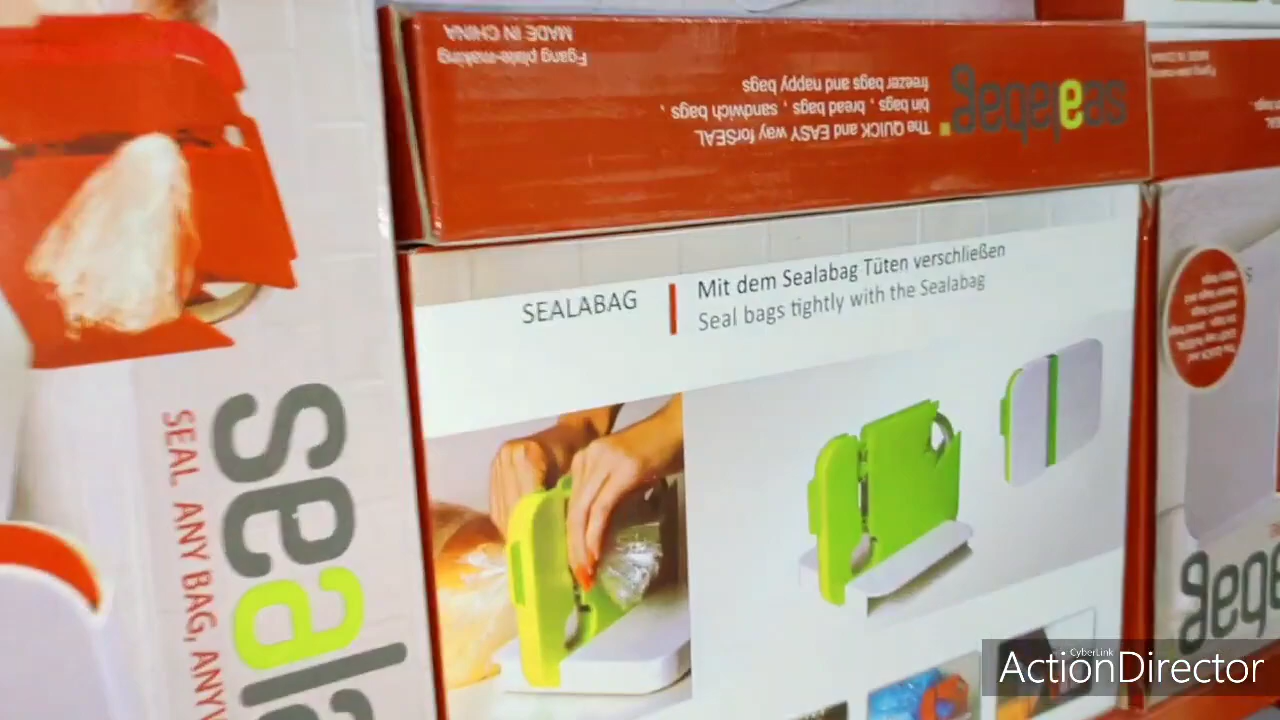 Fgang plate-making
MADE IN CHINA
sealabag.
The QUICK and EASY way forSEAL
bin bags , bread bags , sandwich bags ,
freezer bags and nappy bags
SEALABAG
Mit dem Sealabag Tüten verschließen
Seal bags tightly with the Sealabag
seala
SEAL ANY BAG, ANY
CyberLink
ActionDirector